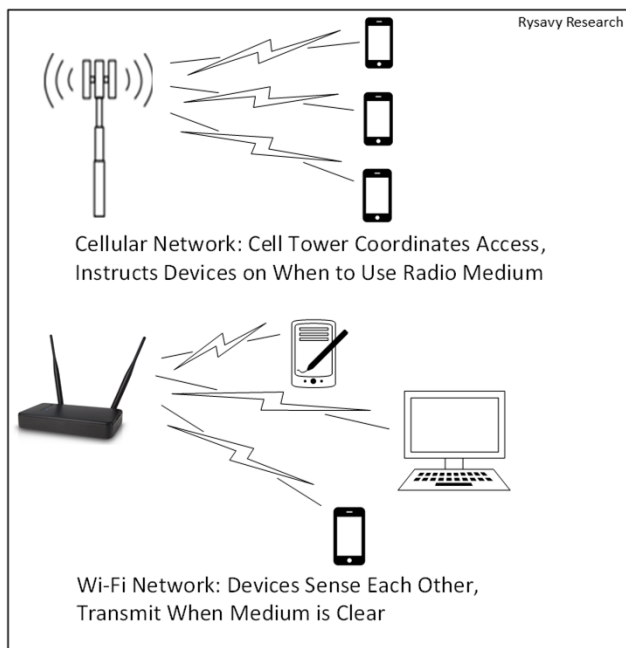 Rysavy Research
Cellular Network: Cell Tower Coordinates Access,
Instructs Devices on When to Use Radio Medium
Wi-Fi Network: Devices Sense Each Other,
Transmit When Medium is Clear